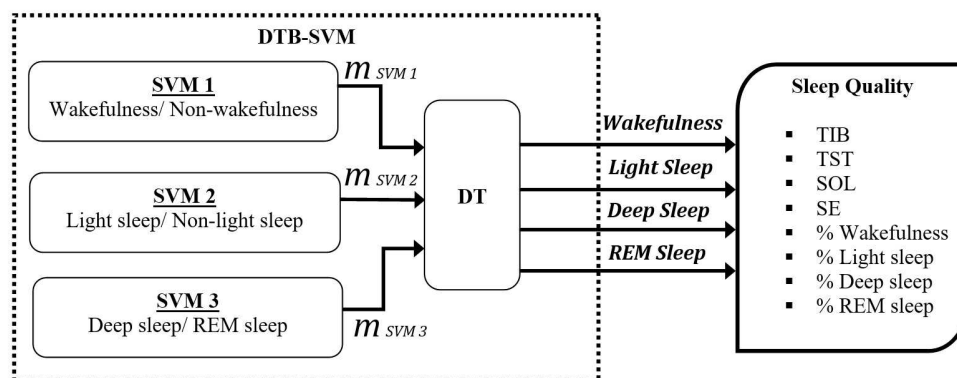 DTB-SVM
SVM 1
Wakefulness/ Non-wakefulness
m SVM 1
SVM 2
Light sleep/ Non-light sleep
m SVM 2
SVM 3
Deep sleep/ REM sleep
m SVM 3
DT
Wakefulness
Light Sleep
Deep Sleep
REM Sleep
Sleep Quality
▪ TIB
▪ TST
▪ SOL
▪ SE
▪ % Wakefulness
▪ % Light sleep
▪ % Deep sleep
▪ % REM sleep